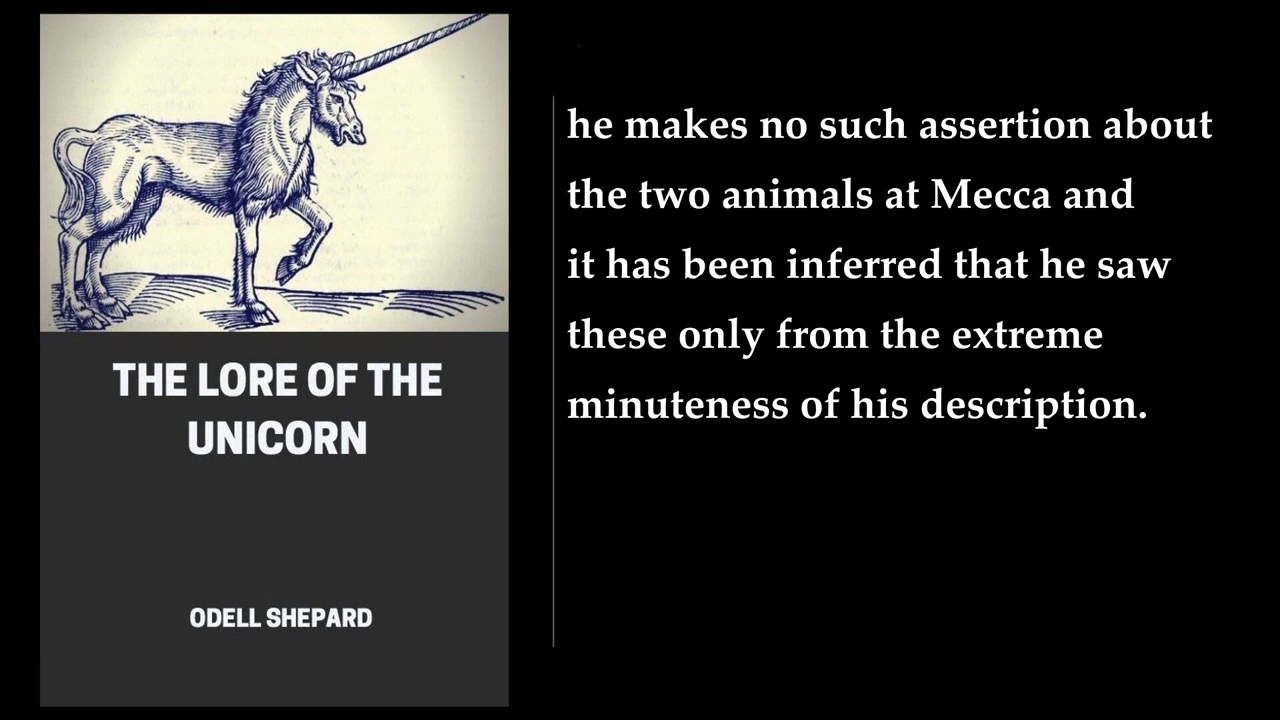 THE LORE OF THE
UNICORN
ODELL SHEPARD
he makes no such assertion about
the two animals at Mecca and
it has been inferred that he saw
these only from the extreme
minuteness of his description.